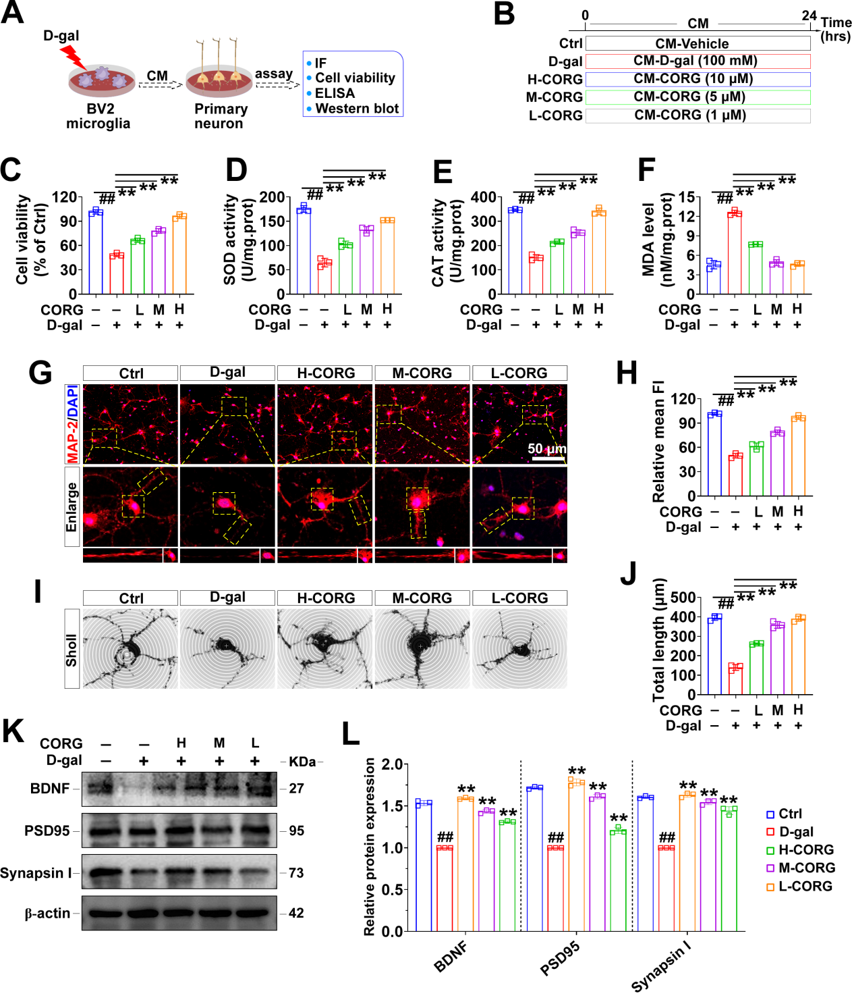 A
D-gal
CM
assay
BV2
microglia
Primary
neuron
IF
Cell viability
ELISA
Western blot
B
0
24
CM
Time
(hrs)
Ctrl
CM-Vehicle
D-gal
CM-D-gal (100 mM)
H-CORG
CM-CORG (10 μM)
M-CORG
CM-CORG (5 μM)
L-CORG
CM-CORG (1 μM)
C
Cell viability
(% of Ctrl)
120
90
60
30
0
## ** ** **
CORG – – L M H
D-gal – + + + +
D
SOD activity
(U/mg.prot)
200
150
100
50
0
## ** ** **
CORG – – L M H
D-gal – + + + +
E
CAT activity
(U/mg.prot)
400
300
200
100
0
## ** ** **
CORG – – L M H
D-gal – + + + +
F
MDA level
(nM/mg.prot)
15
12
9
6
3
0
## ** ** **
CORG – – L M H
D-gal – + + + +
G
Ctrl
D-gal
H-CORG
M-CORG
L-CORG
MAP-2/DAPI
50 μm
Enlarge
H
Relative mean FI
120
90
60
30
0
## ** ** **
CORG – – L M H
D-gal – + + + +
I
Ctrl
D-gal
H-CORG
M-CORG
L-CORG
Sholl
J
Total length (μm)
500
400
300
200
100
0
## ** ** **
CORG – – L M H
D-gal – + + + +
K
CORG – – H M L
D-gal – + + + +
KDa
BDNF
27
PSD95
95
Synapsin I
73
β-actin
42
L
Relative protein expression
2.0
1.5
1.0
0.5
0.0
## ** ** **
## ** ** **
## ** ** **
BDNF
PSD95
Synapsin I
Ctrl
D-gal
H-CORG
M-CORG
L-CORG